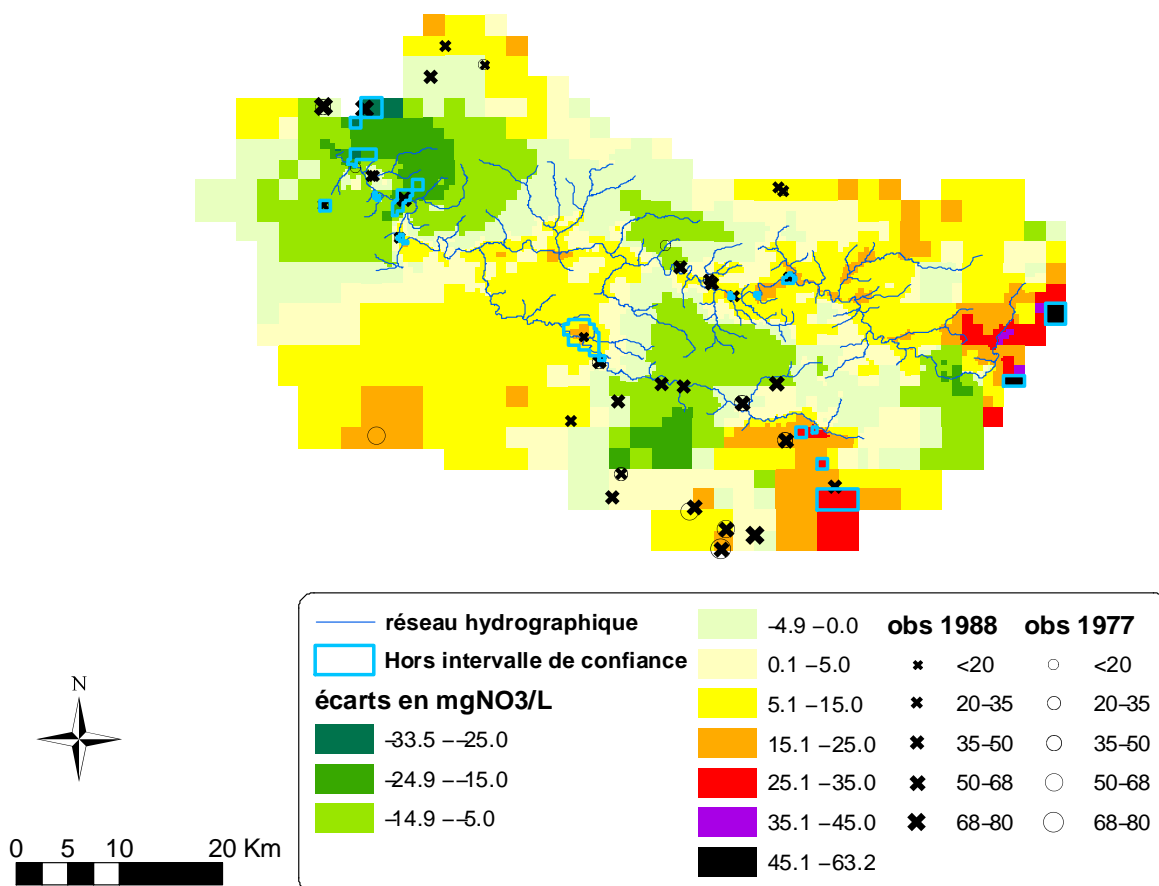 réseau hydrographique
Hors intervalle de confiance
écarts en mgNO3/L
-33.5 –-25.0
-24.9 –-15.0
-14.9 –-5.0
-4.9 –0.0
0.1 –5.0
5.1 –15.0
15.1 –25.0
25.1 –35.0
35.1 –45.0
45.1 –63.2
obs 1988
<20
20–35
35–50
50–68
68–80
obs 1977
<20
20–35
35–50
50–68
68–80
N
0 5 10 20 Km